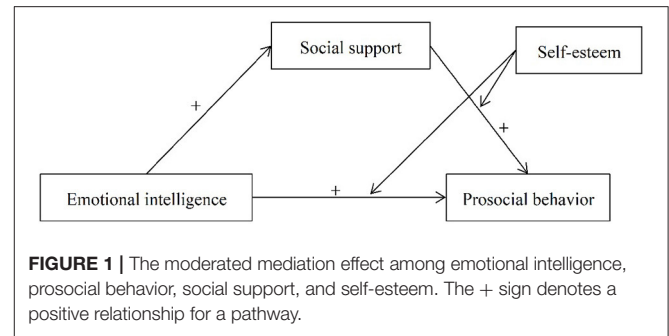 Social support
Self-esteem
+
+
Emotional intelligence
+
Prosocial behavior
FIGURE 1 | The moderated mediation effect among emotional intelligence,
prosocial behavior, social support, and self-esteem. The + sign denotes a
positive relationship for a pathway.